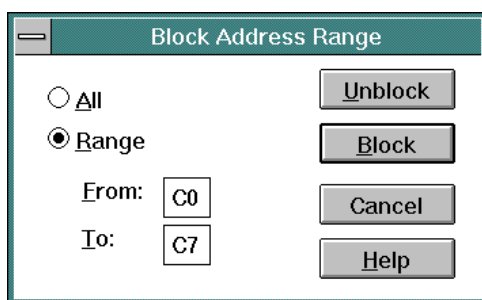 Block Address Range
All
Range
From: C0
To: C7
Unblock
Block
Cancel
Help